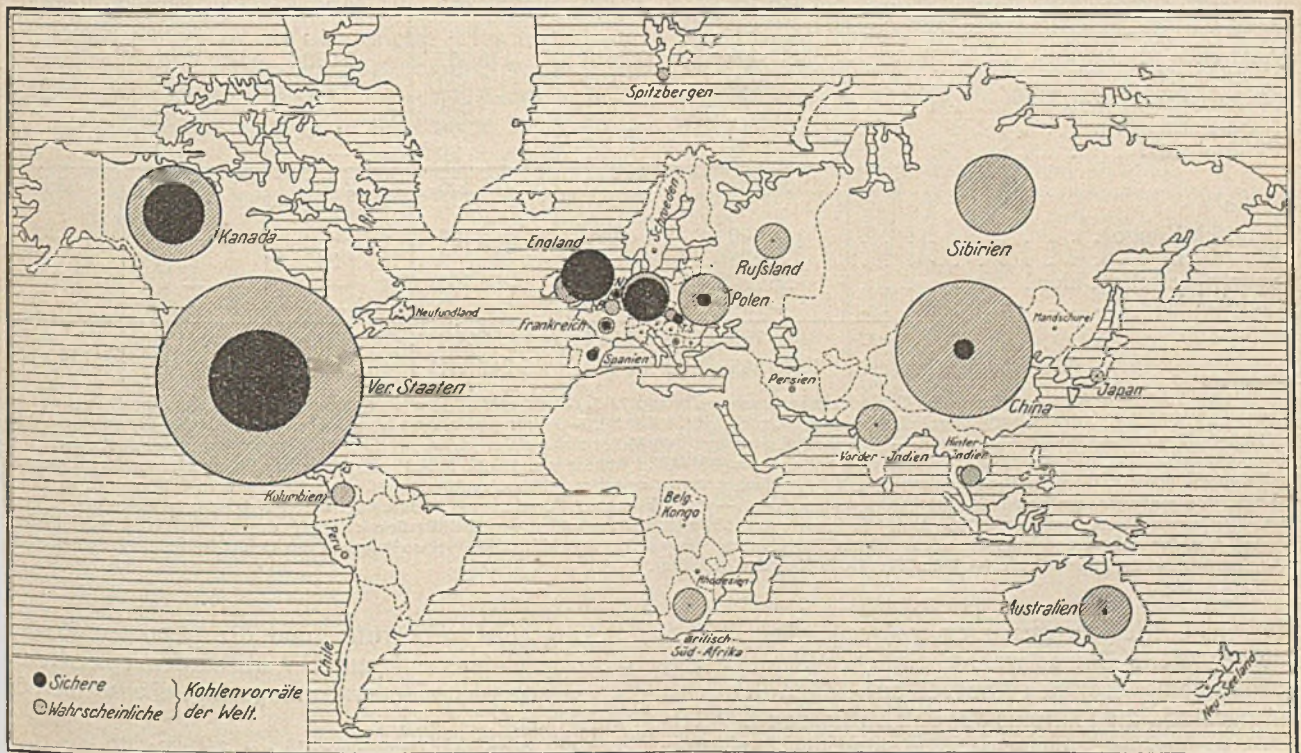 Spitzbergen
Kanada
England
Schweden
Rußland
Sibirien
Polen
Neufundland
Frankreich
Spanien
Mandschurei
Ver. Staaten
Persien
Japan
China
Vorder-Indien
Hinter-
Indien
Kolumbien
Belg.-
Kongo
Peru
Rhodesien
Australien
Britisch-
Süd-Afrika
Chile
Neu-Seeland
Sichere
Wahrscheinliche
Kohlenvorräte
der Welt.